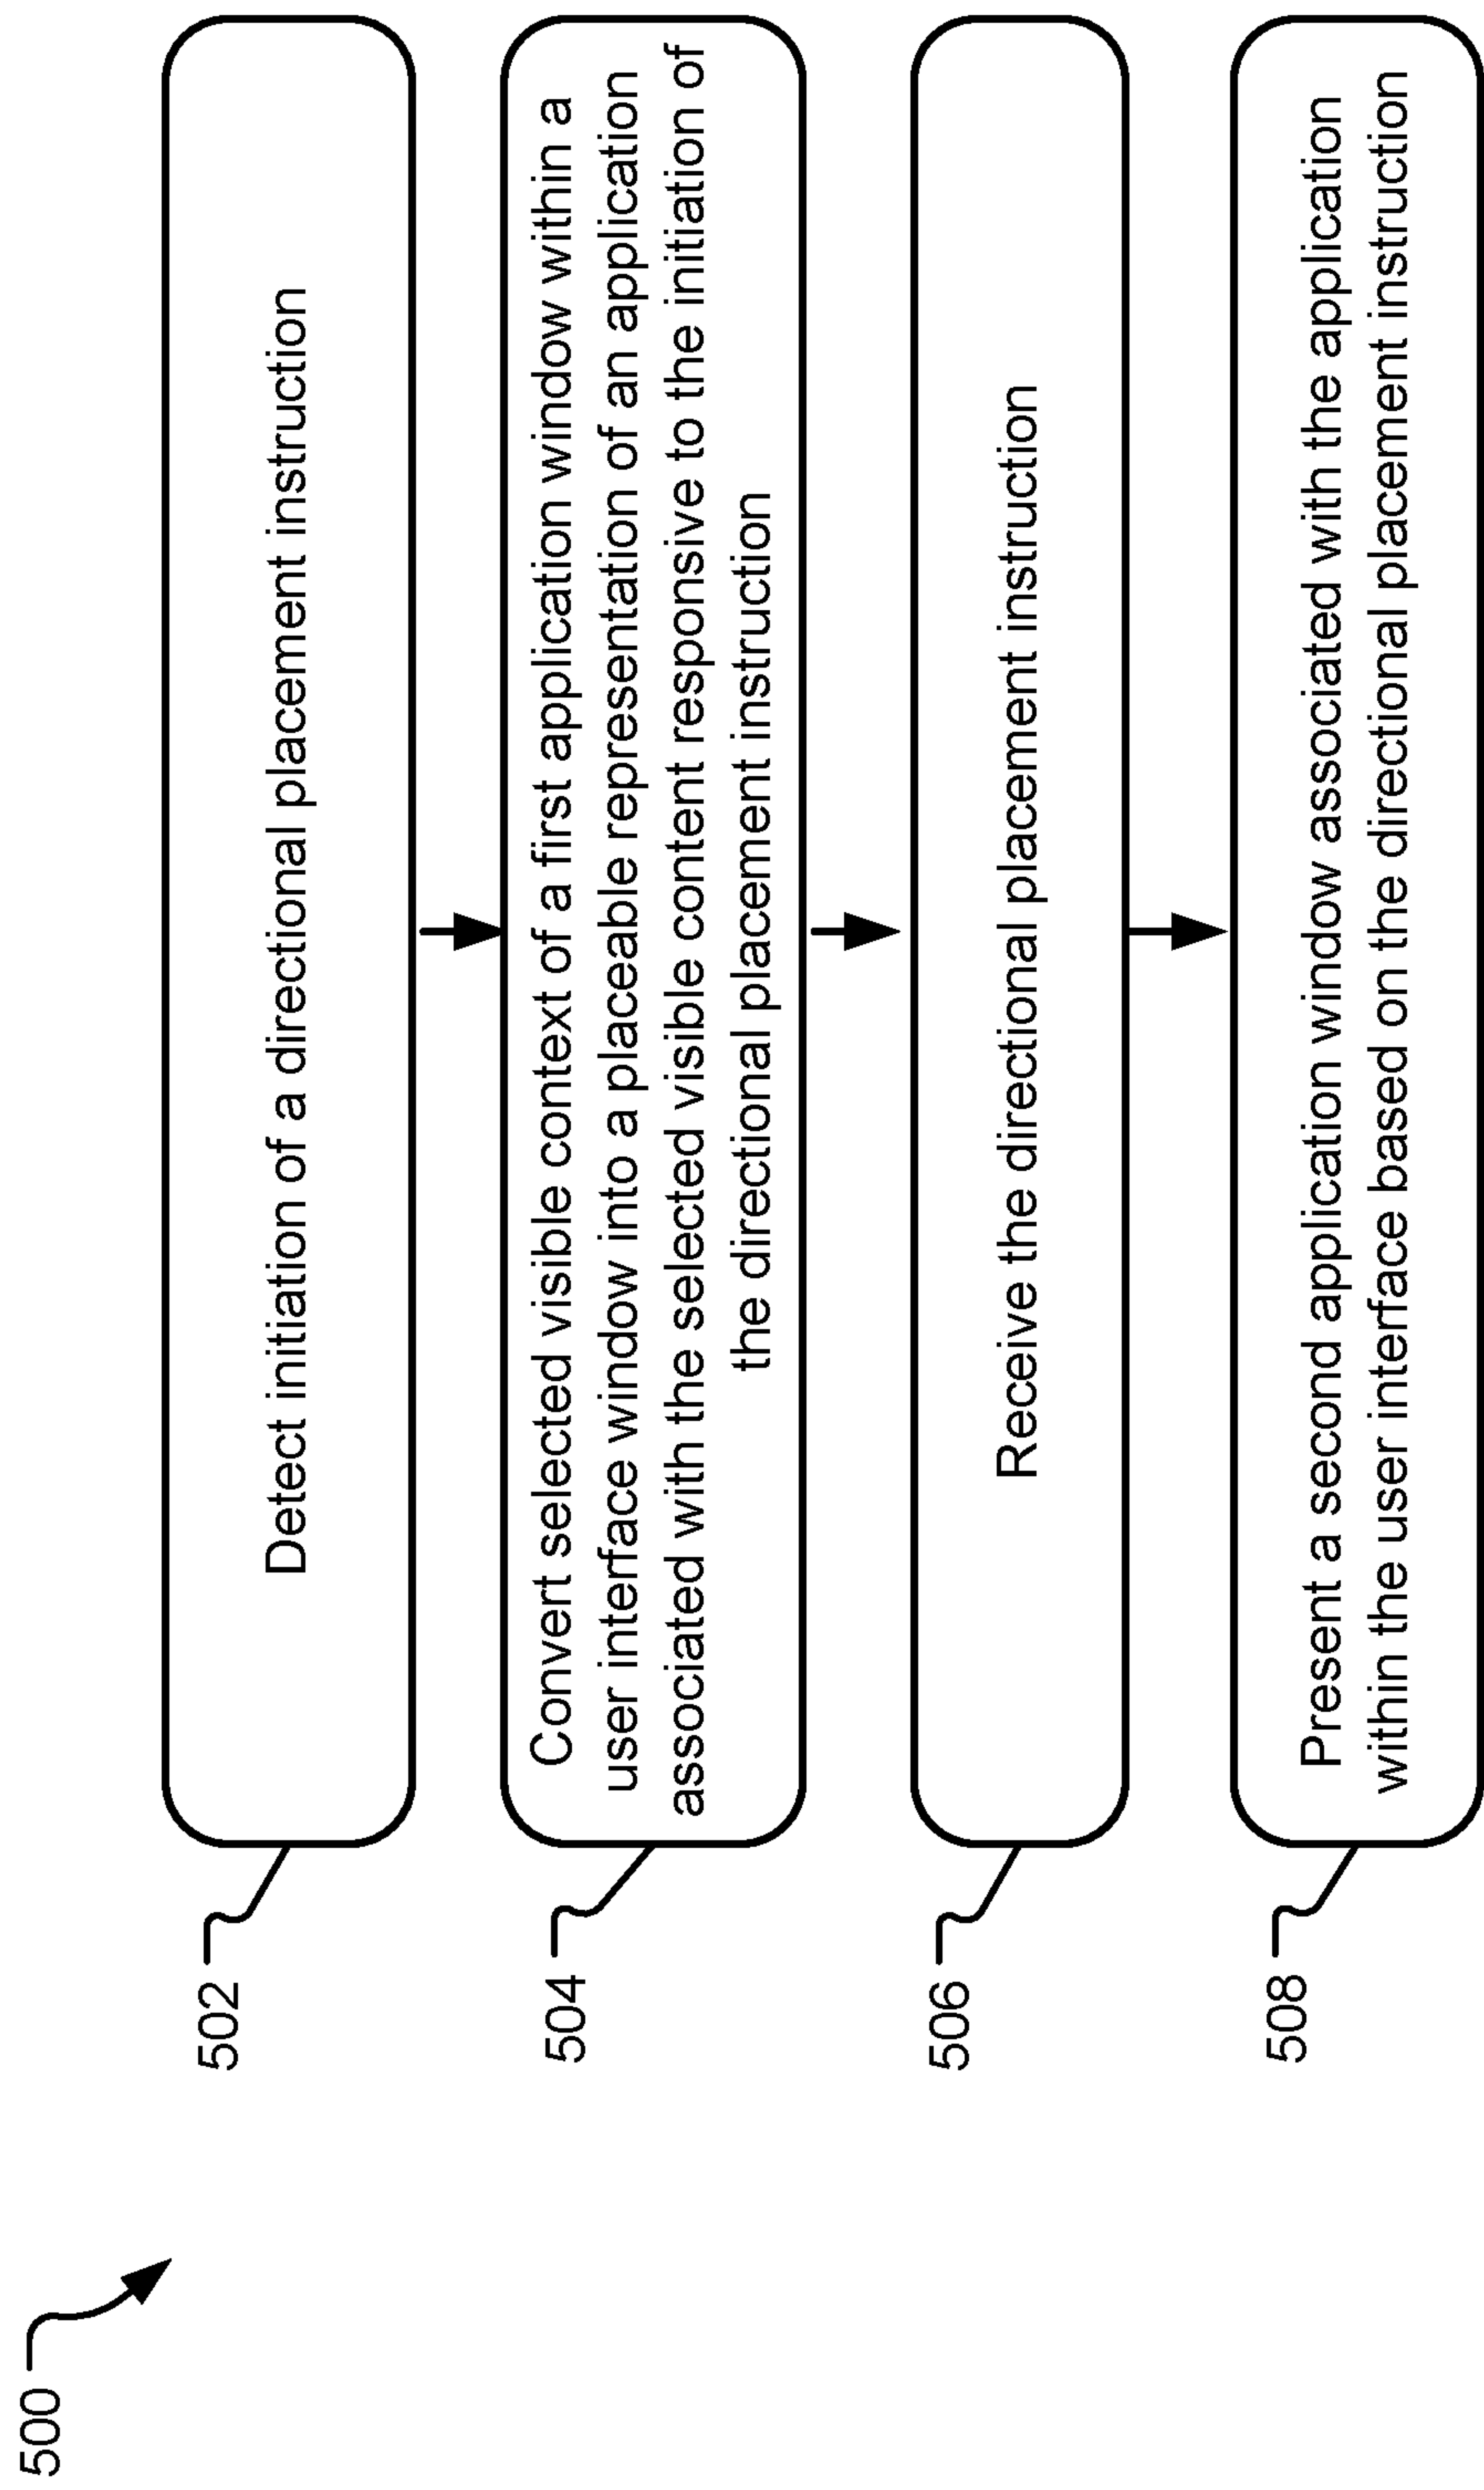 500
502
Detect initiation of a directional placement instruction
504
Convert selected visible context of a first application window within a
user interface window into a placeable representation of an application
associated with the selected visible content responsive to the initiation of
the directional placement instruction
506
Receive the directional placement instruction
508
Present a second application window associated with the application
within the user interface based on the directional placement instruction